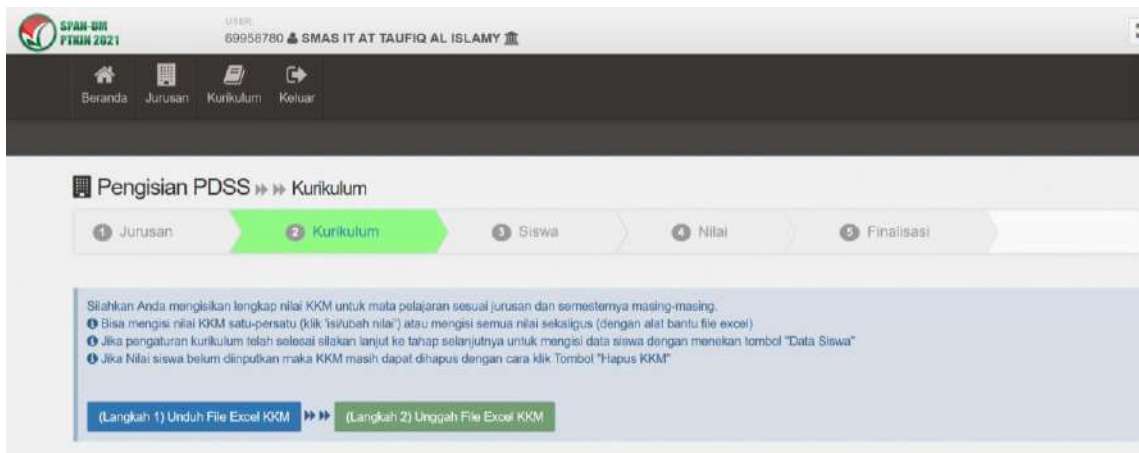 SPAN-UM
PTKIN 2021
USER:
69958780 SMAS IT AT TAUFIQ AL ISLAMY
Beranda Jurusan Kurikulum Keluar
Pengisian PDSS Kurikulum
1 Jurusan 2 Kurikulum 3 Siswa 4 Nilai 5 Finalisasi
Silahkan Anda mengisikan lengkap nilai KKM untuk mata pelajaran sesuai jurusan dan semesternya masing-masing.
Bisa mengisi nilai KKM satu-persatu (klik 'isi/ubah nilai') atau mengisi semua nilai sekaligus (dengan alat bantu file excel)
Jika pengaturan kurikulum telah selesai silakan lanjut ke tahap selanjutnya untuk mengisi data siswa dengan menekan tombol "Data Siswa"
Jika Nilai siswa belum diinputkan maka KKM masih dapat dihapus dengan cara klik Tombol "Hapus KKM"
(Langkah 1) Unduh File Excel KKM (Langkah 2) Unggah File Excel KKM